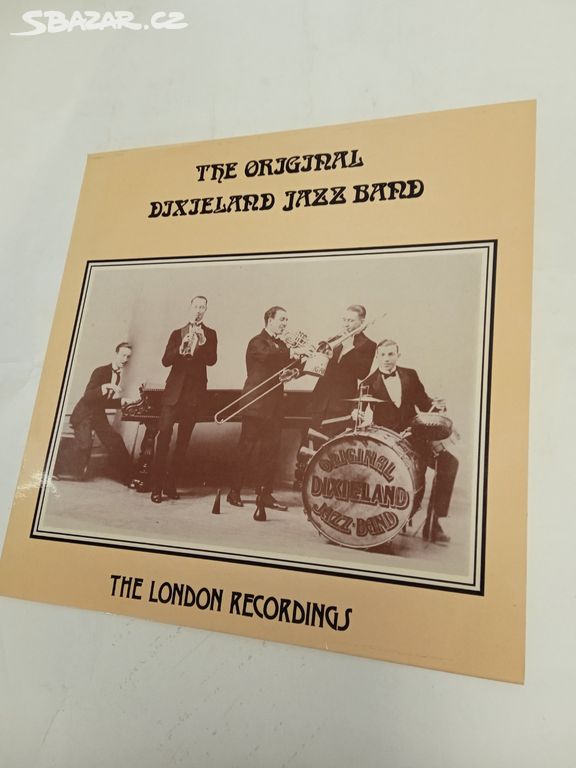 SBAZAR.CZ
THE ORIGINAL
DIXIELAND JAZZ BAND
ORIGINAL
DIXIELAND
JAZZ-BAND
THE LONDON RECORDINGS